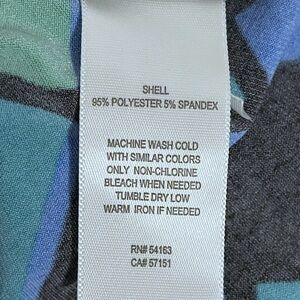 SHELL
95% POLYESTER 5% SPANDEX
MACHINE WASH COLD
WITH SIMILAR COLORS
ONLY NON-CHLORINE
BLEACH WHEN NEEDED
TUMBLE DRY LOW
WARM IRON IF NEEDED
RN# 54163
CA# 57151